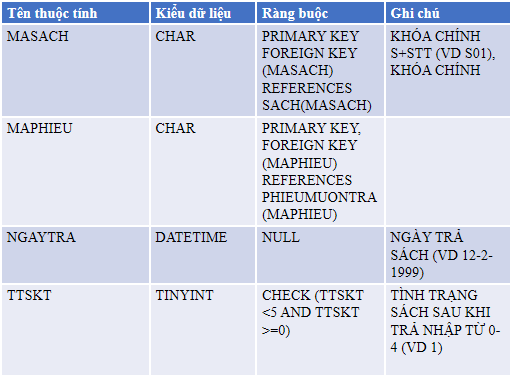 Tên thuộc tính Kiểu dữ liệu Ràng buộc Ghi chú
MASACH CHAR PRIMARY KEY KHÓA CHÍNH
FOREIGN KEY S+STT (VD S01),
(MASACH) KHÓA CHÍNH
REFERENCES
SACH(MASACH)
MAPHIEU CHAR PRIMARY KEY,
FOREIGN KEY
(MAPHIEU)
REFERENCES
PHIEUMUONTRA
(MAPHIEU)
NGAYTRA DATETIME NULL NGÀY TRẢ
SÁCH (VD 12-2-
1999)
TTSKT TINYINT CHECK (TTSKT TÌNH TRẠNG
<5 AND TTSKT SÁCH SAU KHI
>=0) TRẢ NHẬP TỪ 0-
4 (VD 1)